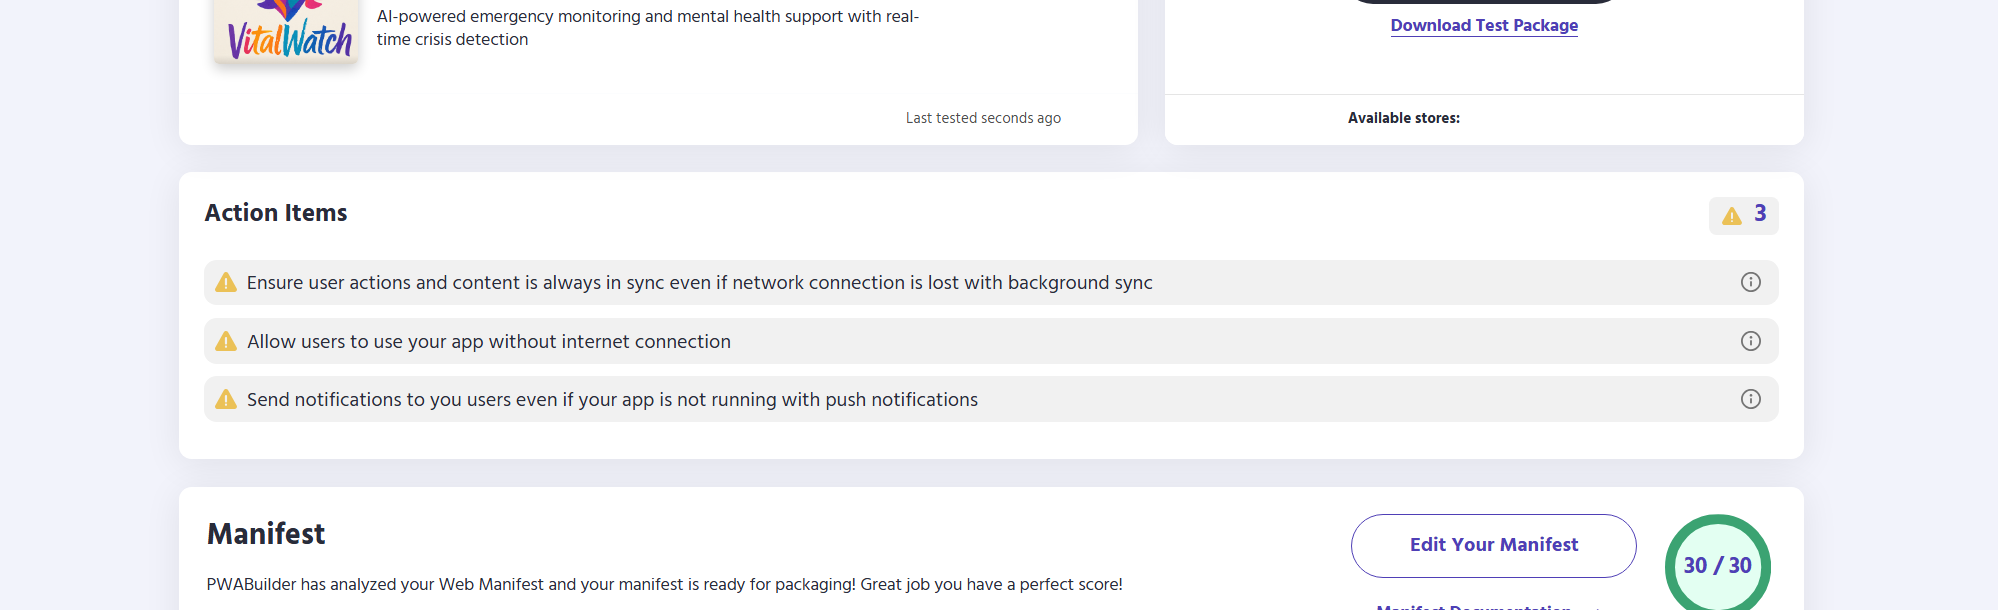 VitalWatch
AI-powered emergency monitoring and mental health support with real-
time crisis detection
Last tested seconds ago
Download Test Package
Available stores:
Action Items
3
Ensure user actions and content is always in sync even if network connection is lost with background sync
Allow users to use your app without internet connection
Send notifications to you users even if your app is not running with push notifications
Manifest
PWABuilder has analyzed your Web Manifest and your manifest is ready for packaging! Great job you have a perfect score!
Edit Your Manifest
30 / 30
Manifest Documentation